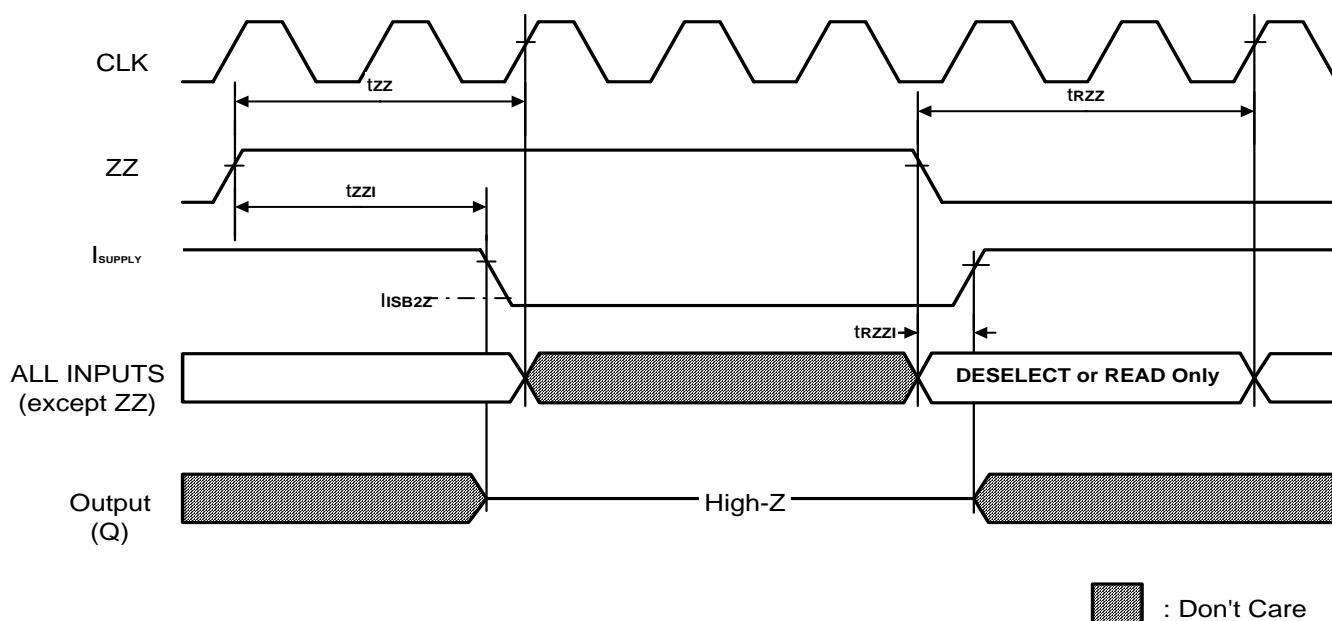 CLK
tzz
tRZZ
ZZ
tZZI
ISUPPLY
IISB2Z
tRZZI
ALL INPUTS
(except ZZ)
DESELECT or READ Only
Output
(Q)
High-Z
: Don't Care